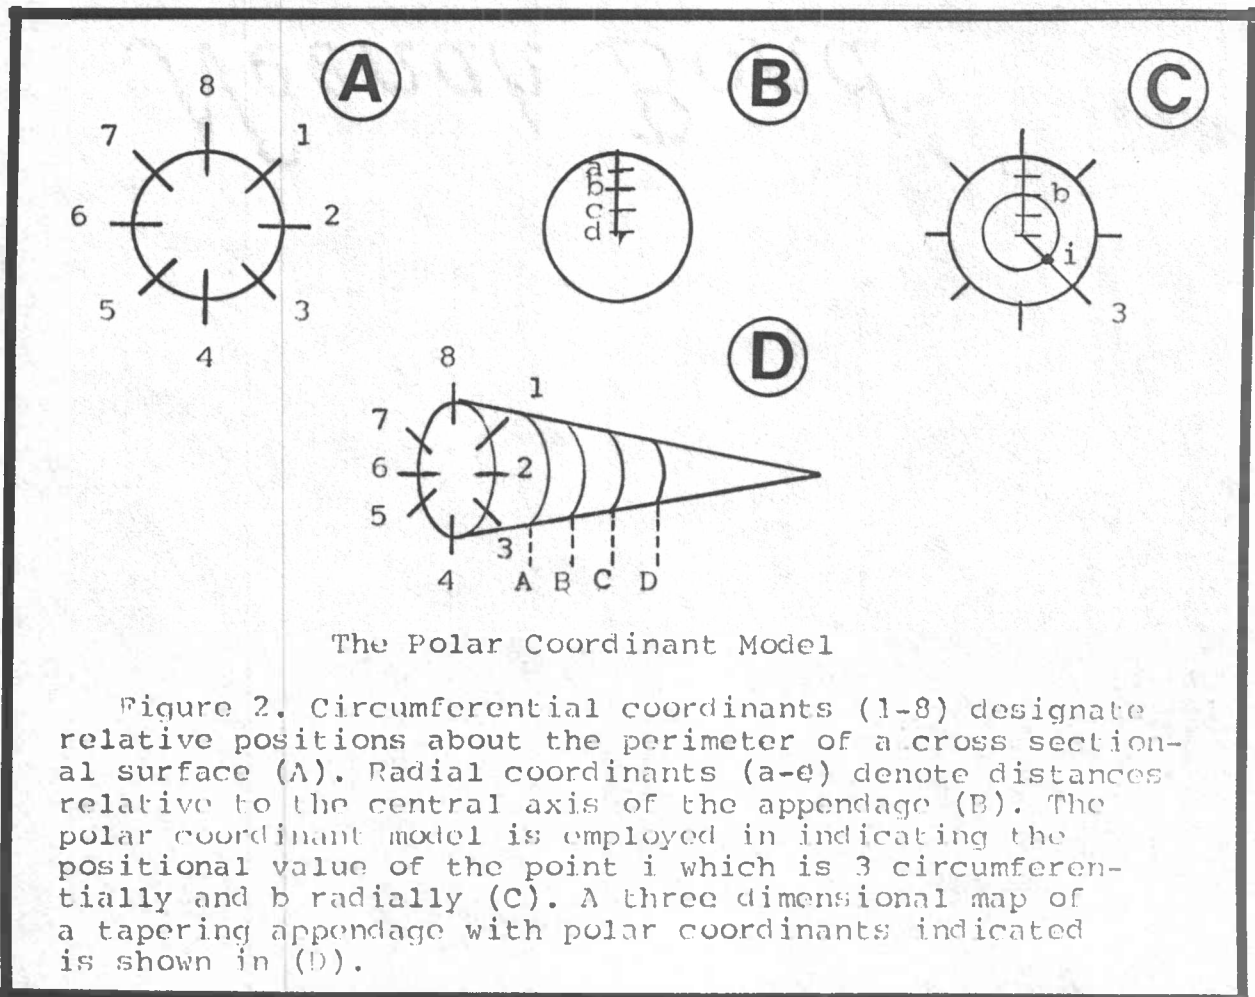 A
B
C
8
7
1
6
2
5
3
4
a
b
c
d
b
i
3
D
8
1
7
6
2
5
3
4
A B C D
The Polar Coordinant Model
Figure 2. Circumferential coordinants (1-8) designate
relative positions about the perimeter of a cross section-
al surface (A). Radial coordinants (a-e) denote distances
relative to the central axis of the appendage (B). The
polar coordinant model is employed in indicating the
positional value of the point i which is 3 circumferen-
tially and b radially (C). A three dimensional map of
a tapering appendage with polar coordinants indicated
is shown in (D).